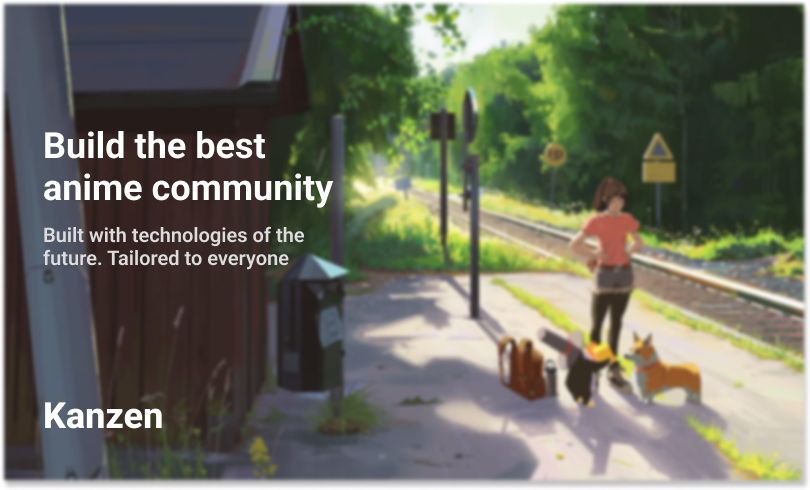 Build the best
anime community
Built with technologies of the
future. Tailored to everyone
Kanzen